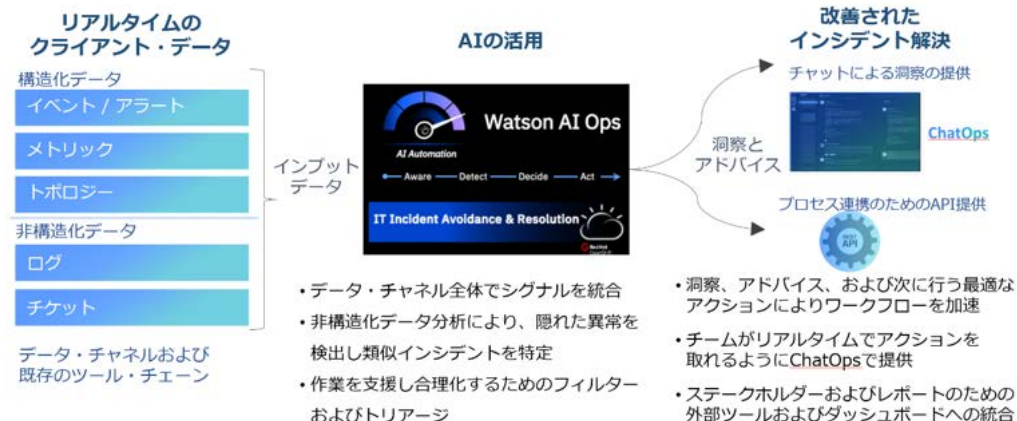 リアルタイムの
クライアント・データ
構造化データ
イベント / アラート
メトリック
トポロジー
非構造化データ
ログ
チケット
データ・チャネルおよび
既存のツール・チェーン
インプット
データ
AIの活用
Watson AI Ops
AI Automation
Aware
Detect
Decide
Act
IT Incident Avoidance & Resolution
・データ・チャネル全体でシグナルを統合
・非構造化データ分析により、隠れた異常を
検出し類似インシデントを特定
・作業を支援し合理化するためのフィルター
およびトリアージ
洞察と
アドバイス
改善された
インシデント解決
チャットによる洞察の提供
ChatOps
プロセス連携のためのAPI提供
API
・洞察、アドバイス、および次に行う最適な
アクションによりワークフローを加速
・チームがリアルタイムでアクションを
取れるようにChatOpsで提供
・ステークホルダーおよびレポートのための
外部ツールおよびダッシュボードへの統合